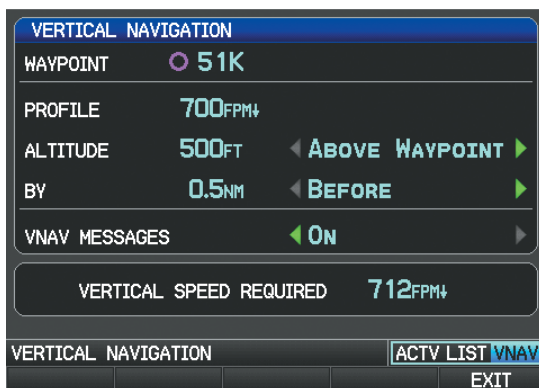 VERTICAL NAVIGATION
WAYPOINT 51K
PROFILE 700FPM↓
ALTITUDE 500FT ABOVE WAYPOINT
BY 0.5NM BEFORE
VNAV MESSAGES ON
VERTICAL SPEED REQUIRED 712FPM↓
VERTICAL NAVIGATION ACTV LIST VNAV
EXIT